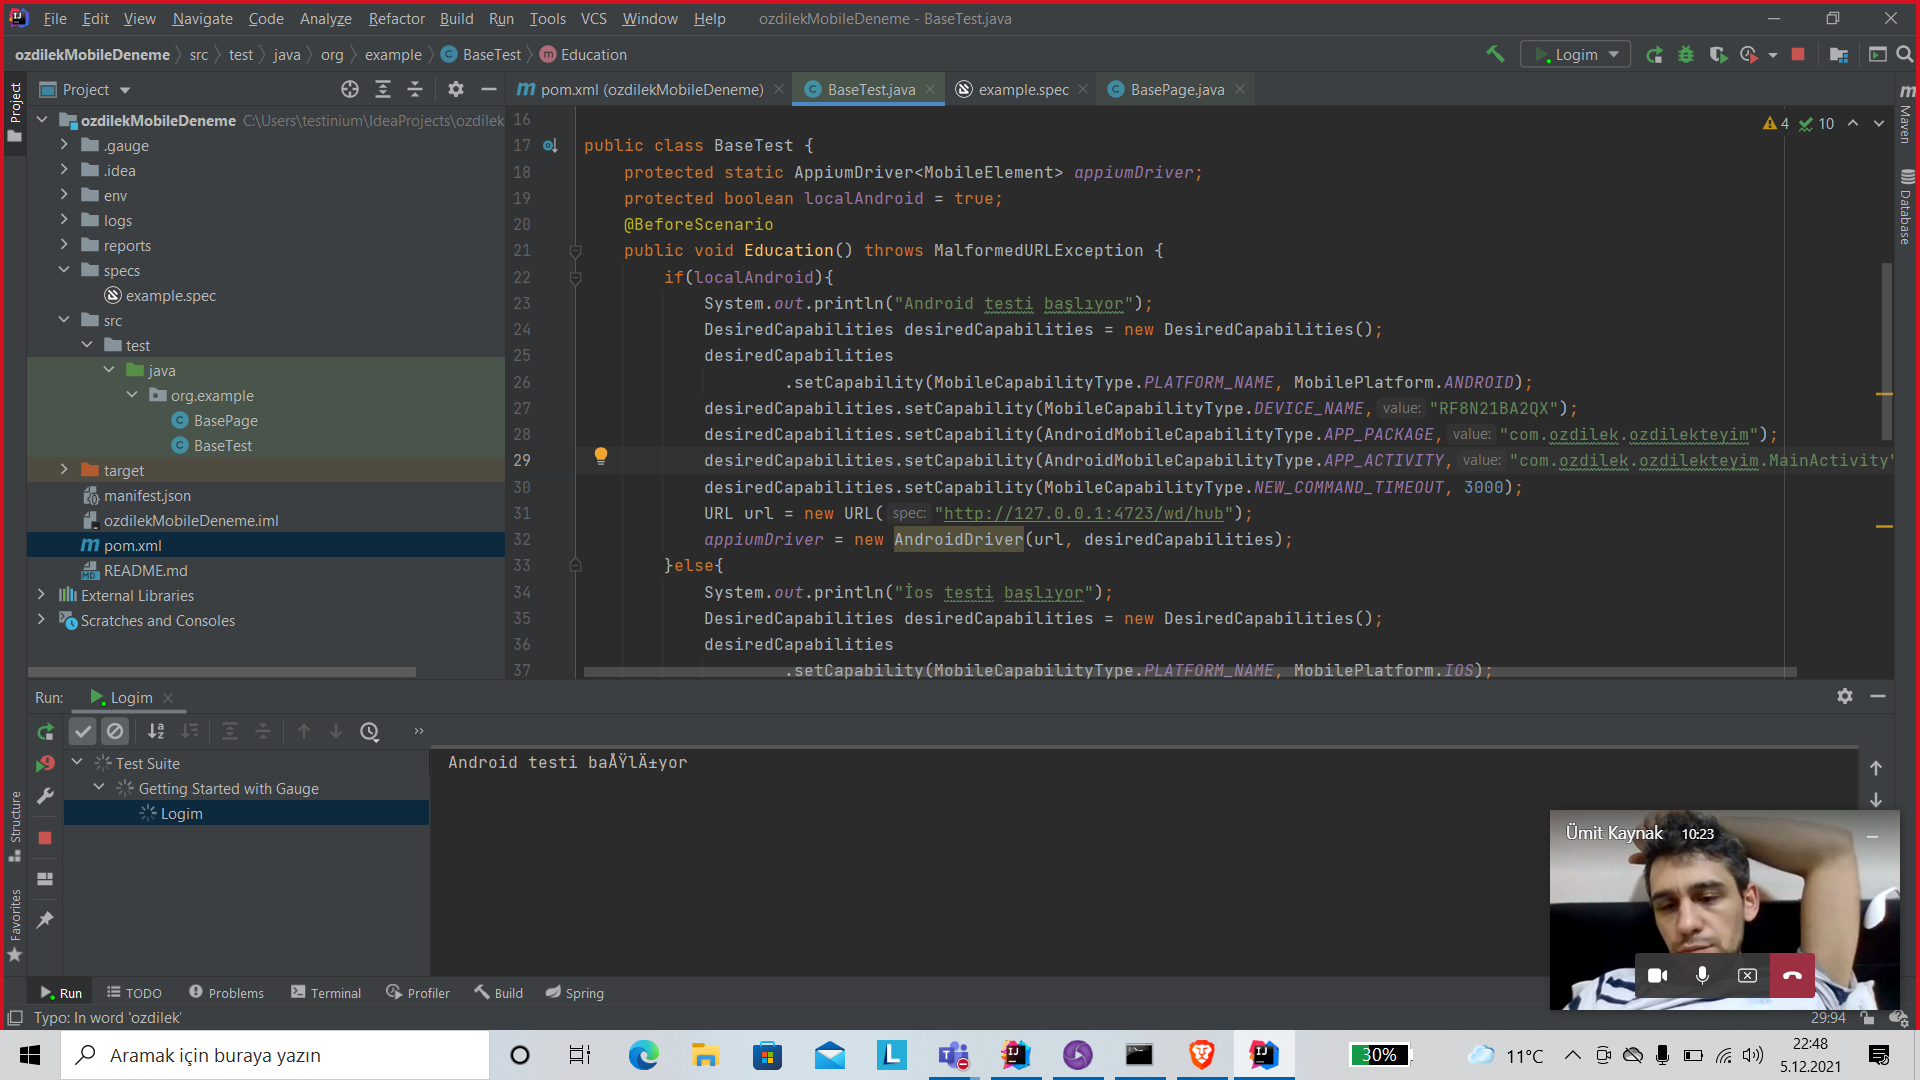 File Edit View Navigate Code Analyze Refactor Build Run Tools VCS Window Help ozdilekMobileDeneme - BaseTest.java
ozdilekMobileDeneme src test java org example BaseTest Education Logim
Project
pom.xml (ozdilekMobileDeneme) BaseTest.java example.spec BasePage.java
Project
Structure
Favorites
Maven
Database
4 10
ozdilekMobileDeneme C:\Users\testinium\IdeaProjects\ozdilek
.gauge
.idea
env
logs
reports
specs
example.spec
src
test
java
org.example
BasePage
BaseTest
target
manifest.json
ozdilekMobileDeneme.iml
pom.xml
README.md
External Libraries
Scratches and Consoles
16
17 public class BaseTest {
18 protected static AppiumDriver<MobileElement> appiumDriver;
19 protected boolean localAndroid = true;
20 @BeforeScenario
21 public void Education() throws MalformedURLException {
22 if(localAndroid){
23 System.out.println("Android testi başlıyor");
24 DesiredCapabilities desiredCapabilities = new DesiredCapabilities();
25 desiredCapabilities
26 .setCapability(MobileCapabilityType.PLATFORM_NAME, MobilePlatform.ANDROID);
27 desiredCapabilities.setCapability(MobileCapabilityType.DEVICE_NAME, value: "RF8N21BA2QX");
28 desiredCapabilities.setCapability(AndroidMobileCapabilityType.APP_PACKAGE, value: "com.ozdilek.ozdilekteyim");
29 desiredCapabilities.setCapability(AndroidMobileCapabilityType.APP_ACTIVITY, value: "com.ozdilek.ozdilekteyim.MainActivity"
30 desiredCapabilities.setCapability(MobileCapabilityType.NEW_COMMAND_TIMEOUT, 3000);
31 URL url = new URL( spec: "http://127.0.0.1:4723/wd/hub");
32 appiumDriver = new AndroidDriver(url, desiredCapabilities);
33 }else{
34 System.out.println("İos testi başlıyor");
35 DesiredCapabilities desiredCapabilities = new DesiredCapabilities();
36 desiredCapabilities
37 .setCapability(MobileCapabilityType.PLATFORM_NAME, MobilePlatform.IOS);
Run: Logim
Test Suite
Getting Started with Gauge
Logim
Android testi baÅŸlÄ±yor
Ümit Kaynak 10:23
Run TODO Problems Terminal Profiler Build Spring
Typo: In word 'ozdilek' 29:94
Aramak için buraya yazın
30%
11°C
22:48
5.12.2021